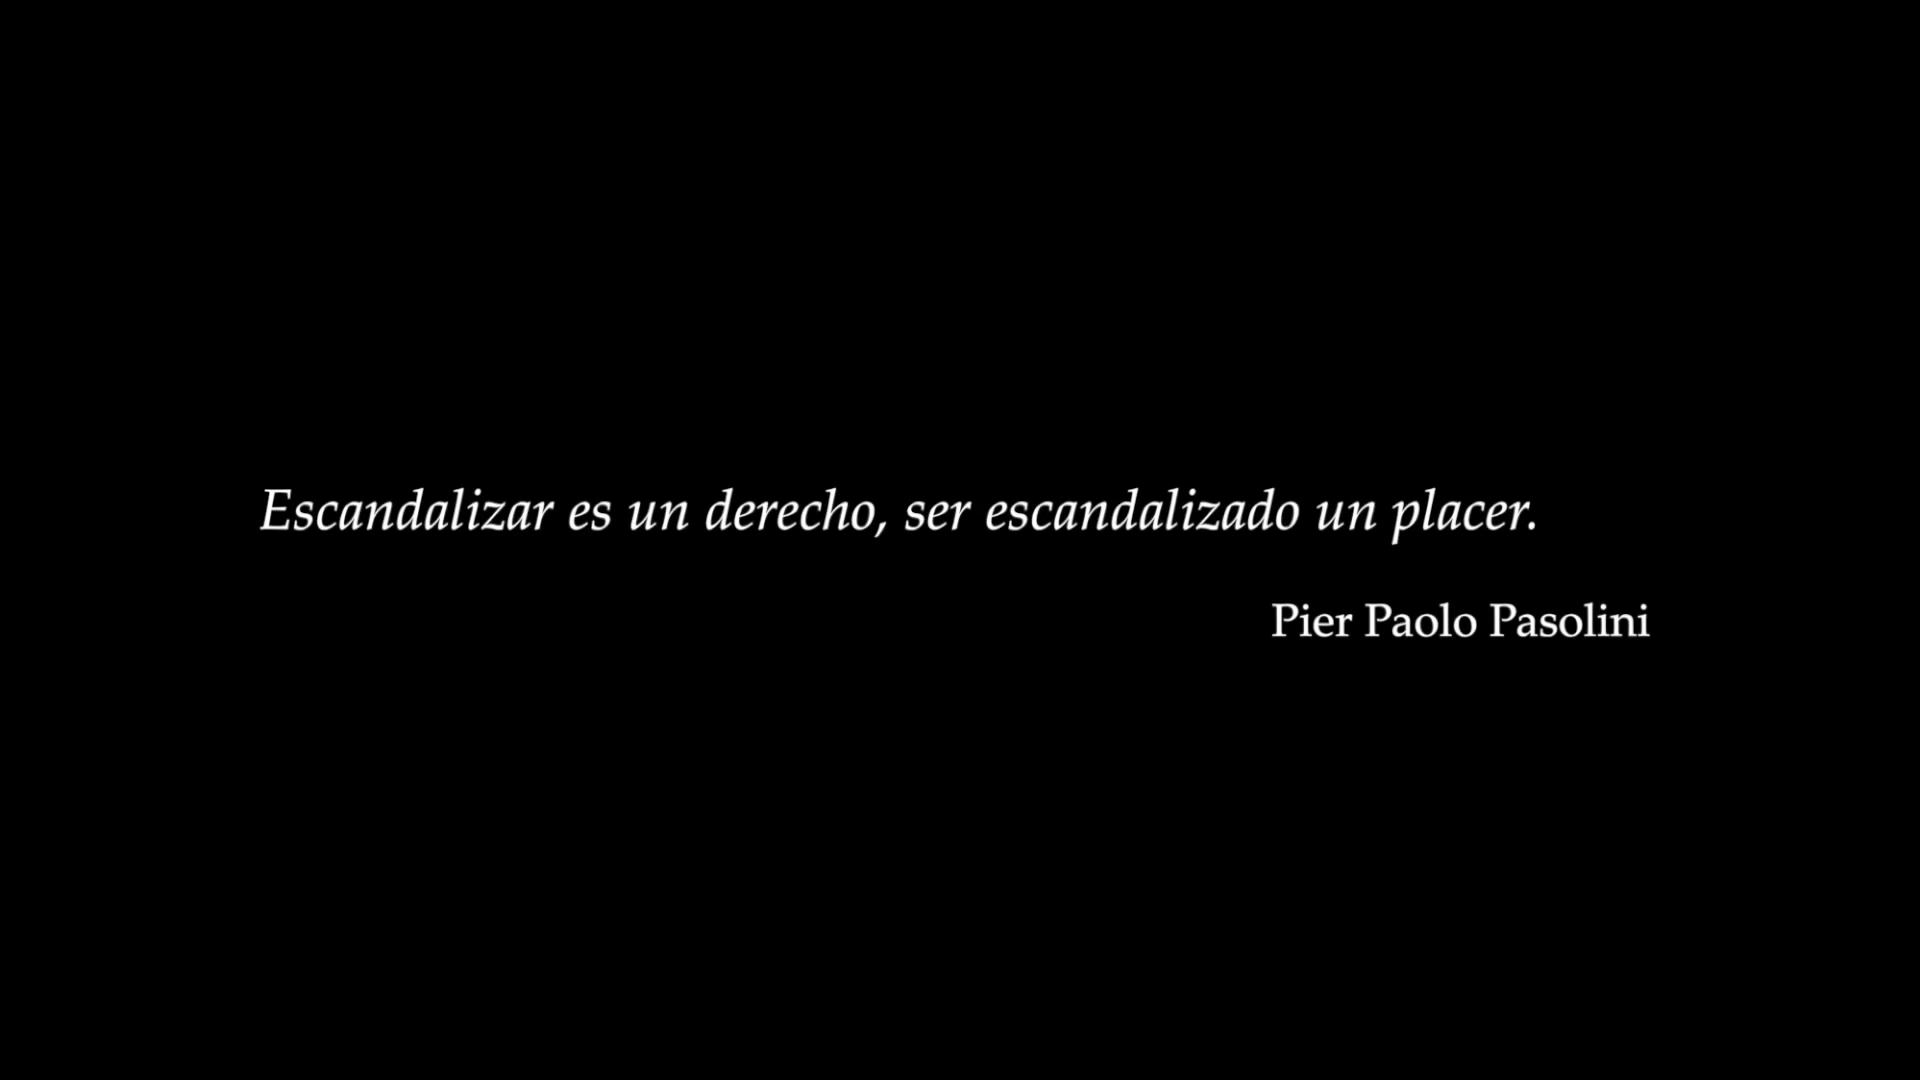 Escandalizar es un derecho, ser escandalizado un placer.
Pier Paolo Pasolini